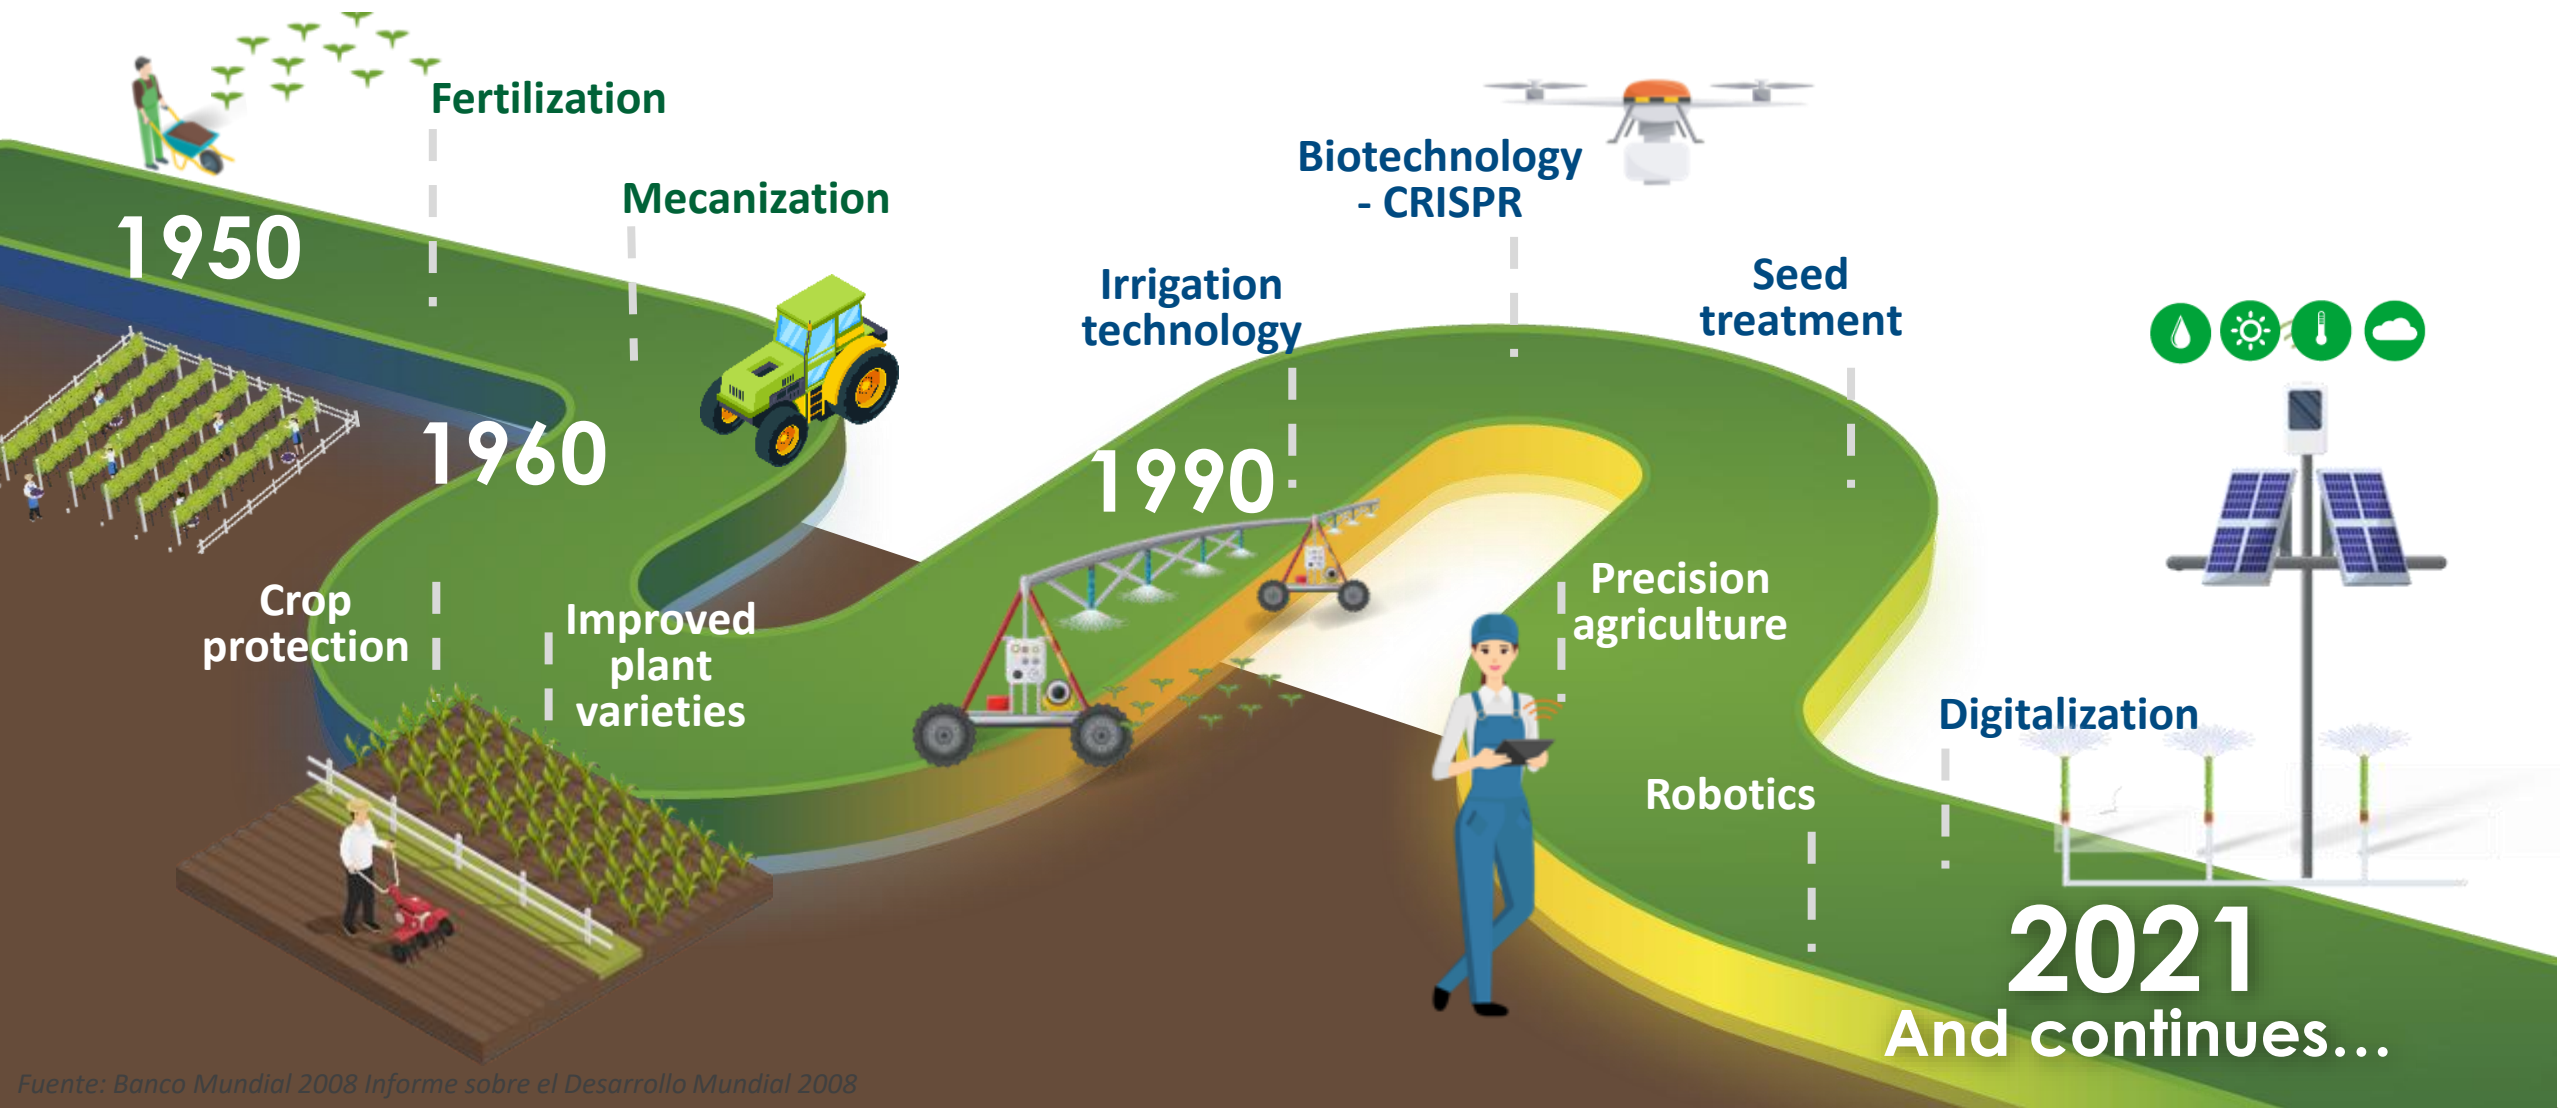 Fertilization
Mecanization
1950
1960
Crop
protection
Improved
plant
varieties
Irrigation
technology
1990
Biotechnology
- CRISPR
Seed
treatment
Precision
agriculture
Robotics
Digitalization
2021
And continues...
Fuente: Banco Mundial 2008 Informe sobre el Desarrollo Mundial 2008